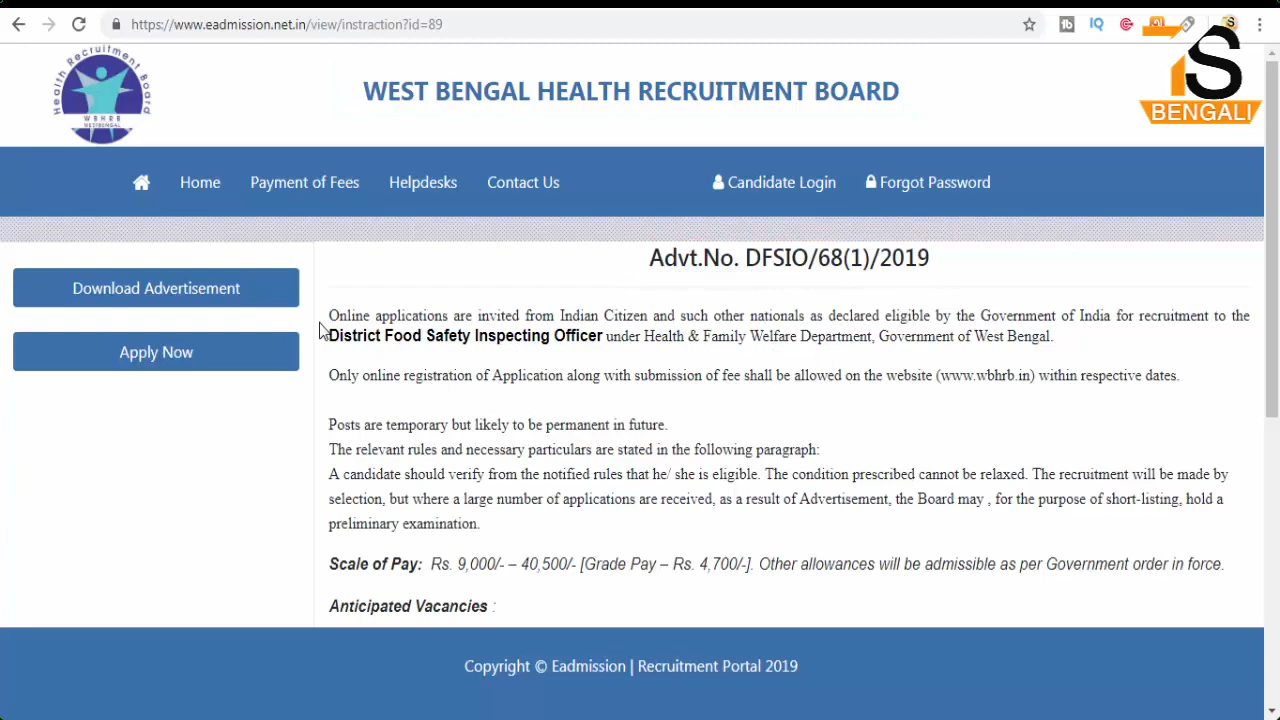 https://www.eadmission.net.in/view/instraction?id=89
Health Recruitment Board
WBHRB
WEST BENGAL HEALTH RECRUITMENT BOARD
iS
BENGALI
Home
Payment of Fees
Helpdesks
Contact Us
Candidate Login
Forgot Password
Download Advertisement
Apply Now
Advt.No. DFSIO/68(1)/2019
Online applications are invited from Indian Citizen and such other nationals as declared eligible by the Government of India for recruitment to the
District Food Safety Inspecting Officer under Health & Family Welfare Department, Government of West Bengal.
Only online registration of Application along with submission of fee shall be allowed on the website (www.wbhrb.in) within respective dates.
Posts are temporary but likely to be permanent in future.
The relevant rules and necessary particulars are stated in the following paragraph:
A candidate should verify from the notified rules that he/ she is eligible. The condition prescribed cannot be relaxed. The recruitment will be made by
selection, but where a large number of applications are received, as a result of Advertisement, the Board may , for the purpose of short-listing, hold a
preliminary examination.
Scale of Pay: Rs. 9,000/- – 40,500/- [Grade Pay – Rs. 4,700/-]. Other allowances will be admissible as per Government order in force.
Anticipated Vacancies :
Copyright © Eadmission | Recruitment Portal 2019